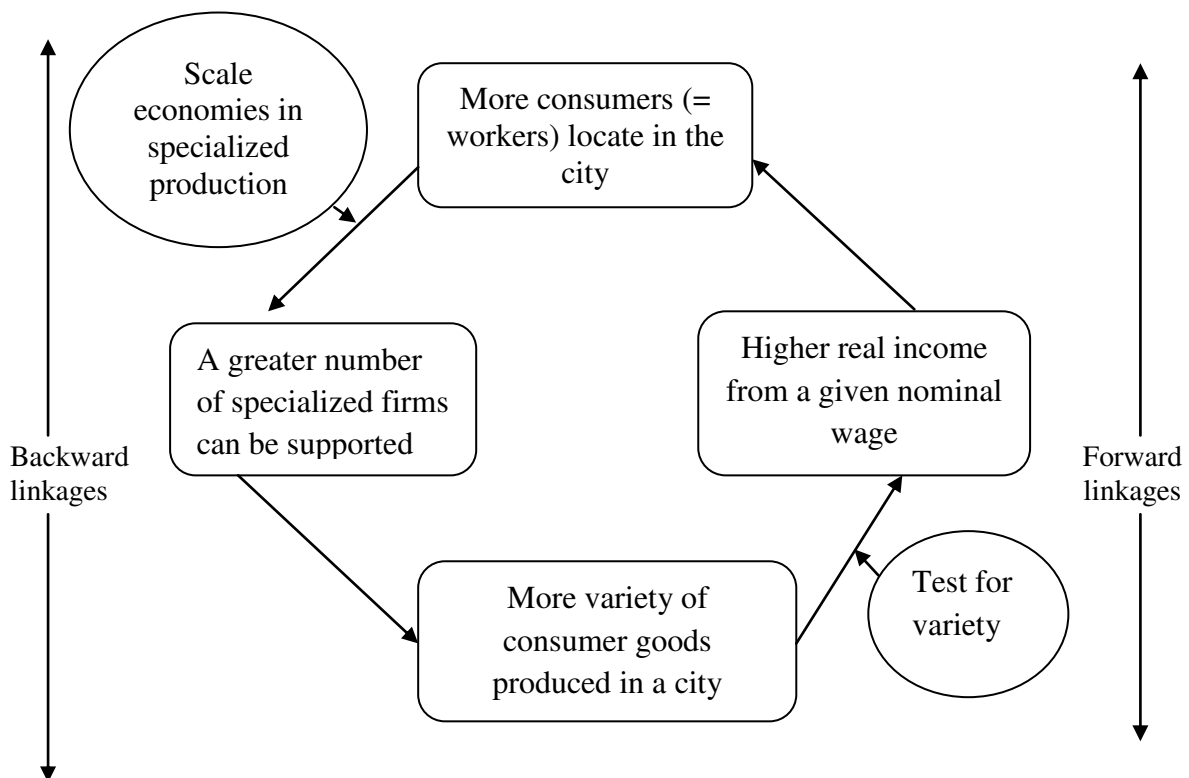 Scale
economies in
specialized
production
More consumers (=
workers) locate in the
city
A greater number
of specialized firms
can be supported
Higher real income
from a given nominal
wage
Backward
linkages
Forward
linkages
More variety of
consumer goods
produced in a city
Test for
variety